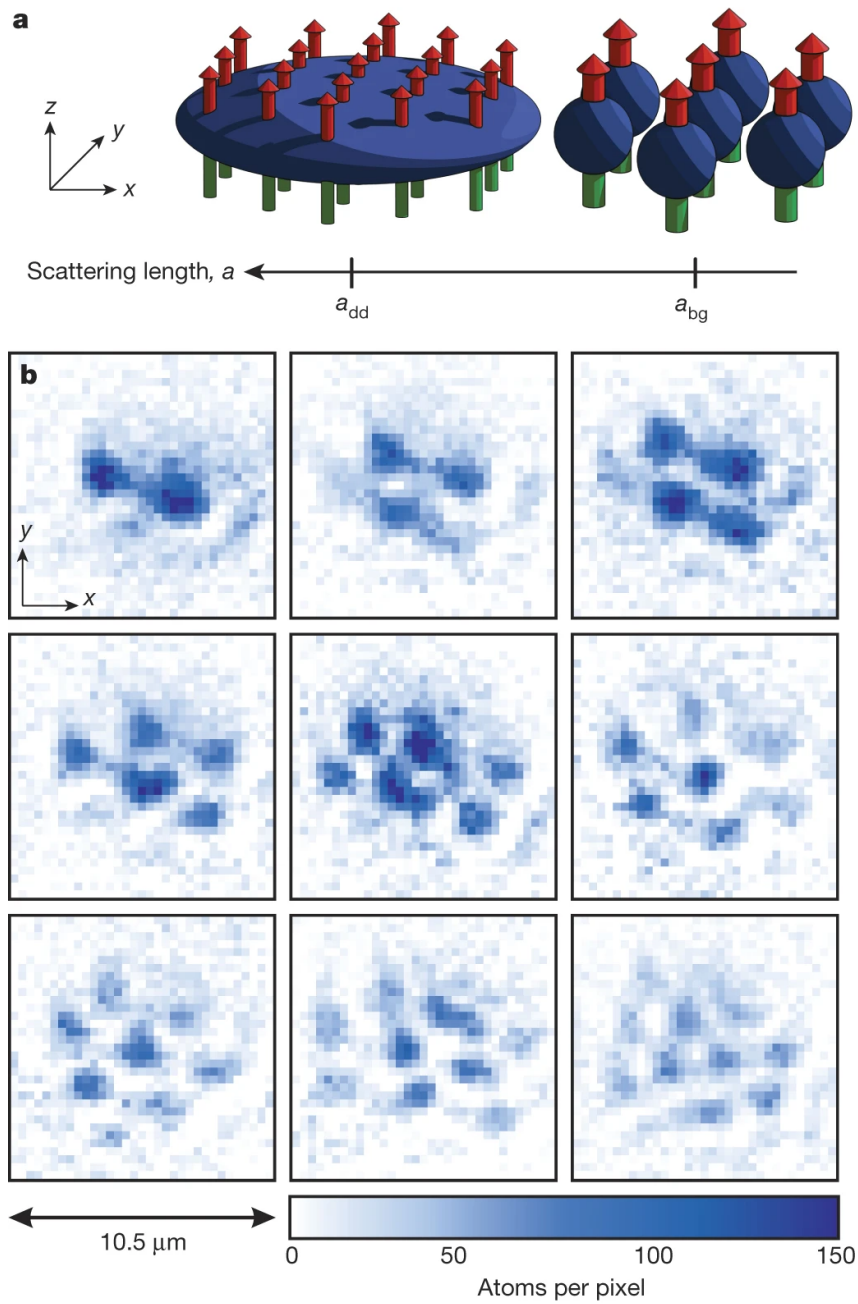 a
z
y
x
Scattering length, a
a_dd
a_bg
b
y
x
10.5 μm
0
50
100
150
Atoms per pixel